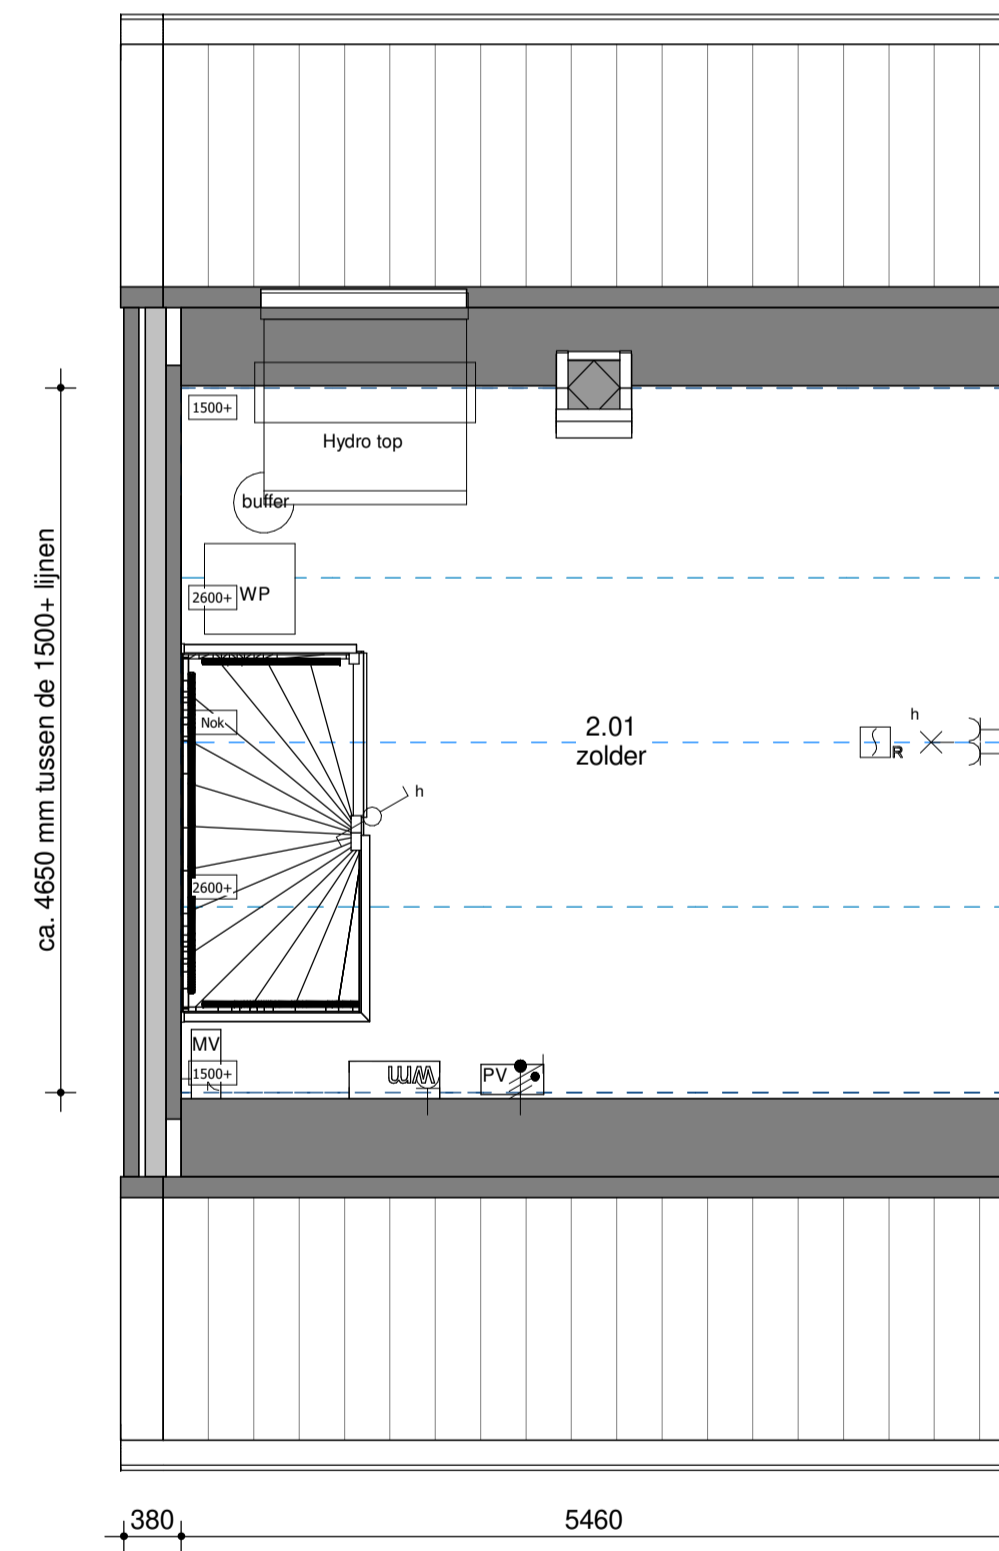 1500+
Hydro top
buffer
2600+
WP
ca. 4650 mm tussen de 1500+ lijnen
Nok
2.01
zolder
h
R
h
2600+
MV
1500+
wm
PV
380
5460